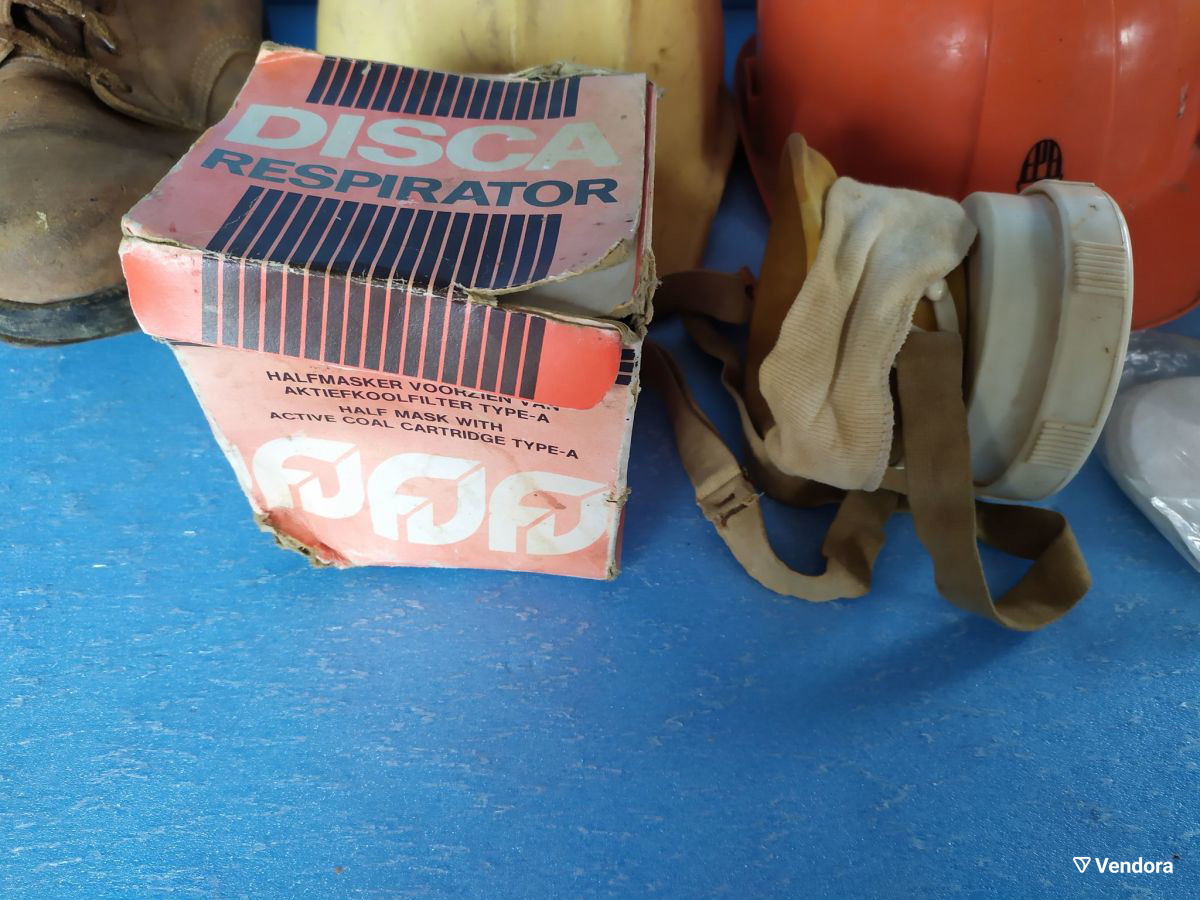 DISCA
RESPIRATOR
HALFMASKER VOORZIEN VAN
AKTIEFKOOLFILTER TYPE-A
HALF MASK WITH
ACTIVE COAL CARTRIDGE TYPE-A
Vendora